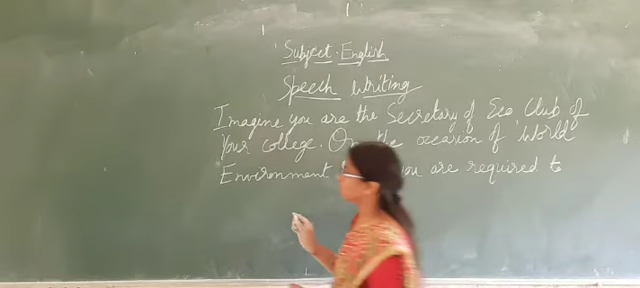 Subject - English
Speech Writing
Imagine you are the Secretary of Eco Club of
Your college. On the occasion of 'World
Environment you are required to